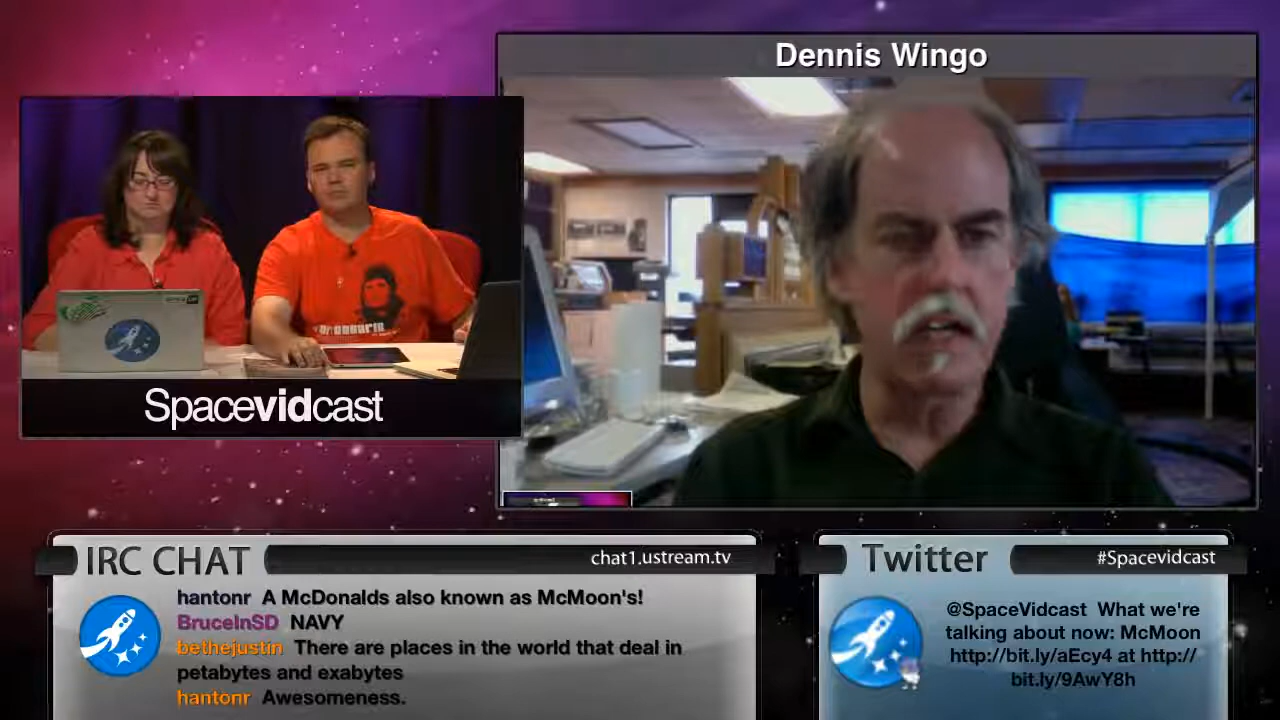 Dennis Wingo
Spacevidcast
IRC CHAT
chat1.ustream.tv
hantonr A McDonalds also known as McMoon's!
BruceInSD NAVY
bethejustin There are places in the world that deal in
petabytes and exabytes
hantonr Awesomeness.
Twitter
#Spacevidcast
@SpaceVidcast What we're
talking about now: McMoon
http://bit.ly/aEcy4 at http://
bit.ly/9AwY8h